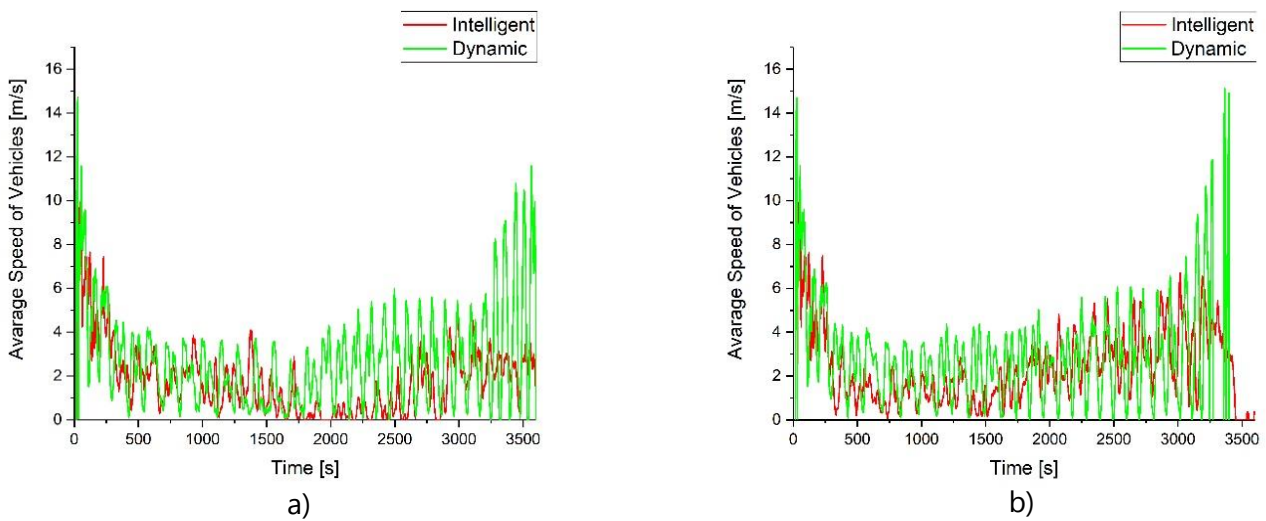 Intelligent
Dynamic
Avarage Speed of Vehicles [m/s]
16
14
12
10
8
6
4
2
0
0 500 1000 1500 2000 2500 3000 3500
Time [s]
a)
Intelligent
Dynamic
Avarage Speed of Vehicles [m/s]
16
14
12
10
8
6
4
2
0
0 500 1000 1500 2000 2500 3000 3500
Time [s]
b)